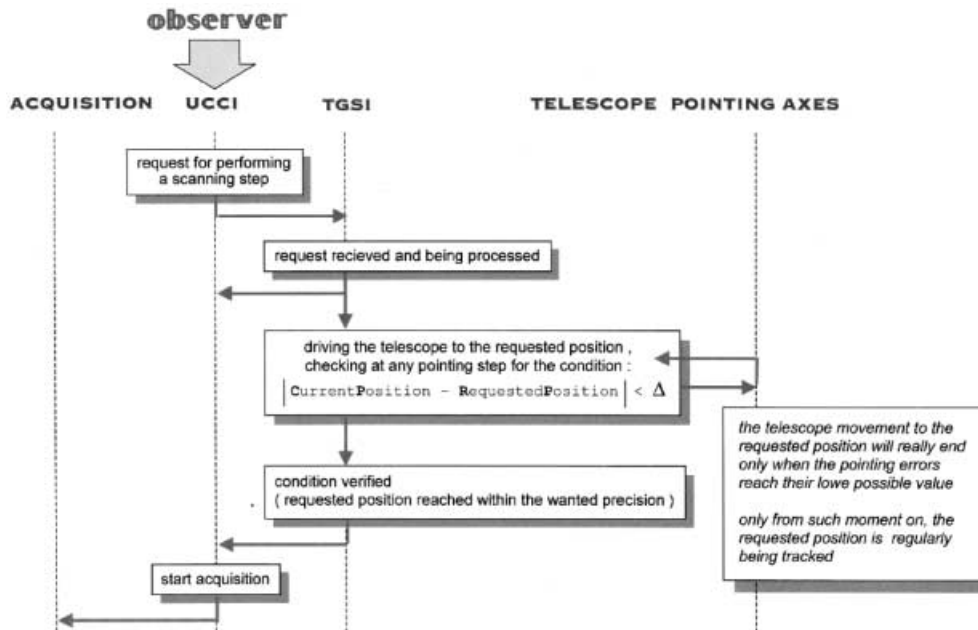 observer
ACQUISITION UCCI TGSI TELESCOPE POINTING AXES
request for performing
a scanning step
request recieved and being processed
driving the telescope to the requested position ,
checking at any pointing step for the condition :
|CurrentPosition - RequestedPosition| < Δ
the telescope movement to the
requested position will really end
only when the pointing errors
reach their lowe possible value
only from such moment on, the
requested position is regularly
being tracked
condition verified
( requested position reached within the wanted precision )
start acquisition